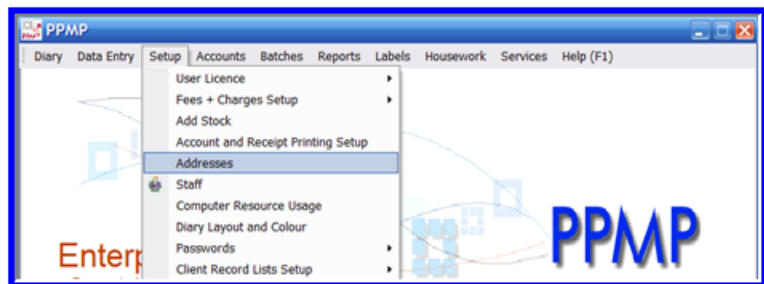 PPMP
Diary Data Entry Setup Accounts Batches Reports Labels Housework Services Help (F1)
User Licence
Fees + Charges Setup
Add Stock
Account and Receipt Printing Setup
Addresses
Staff
Computer Resource Usage
Diary Layout and Colour
Passwords
Client Record Lists Setup
PPMP
Enterp